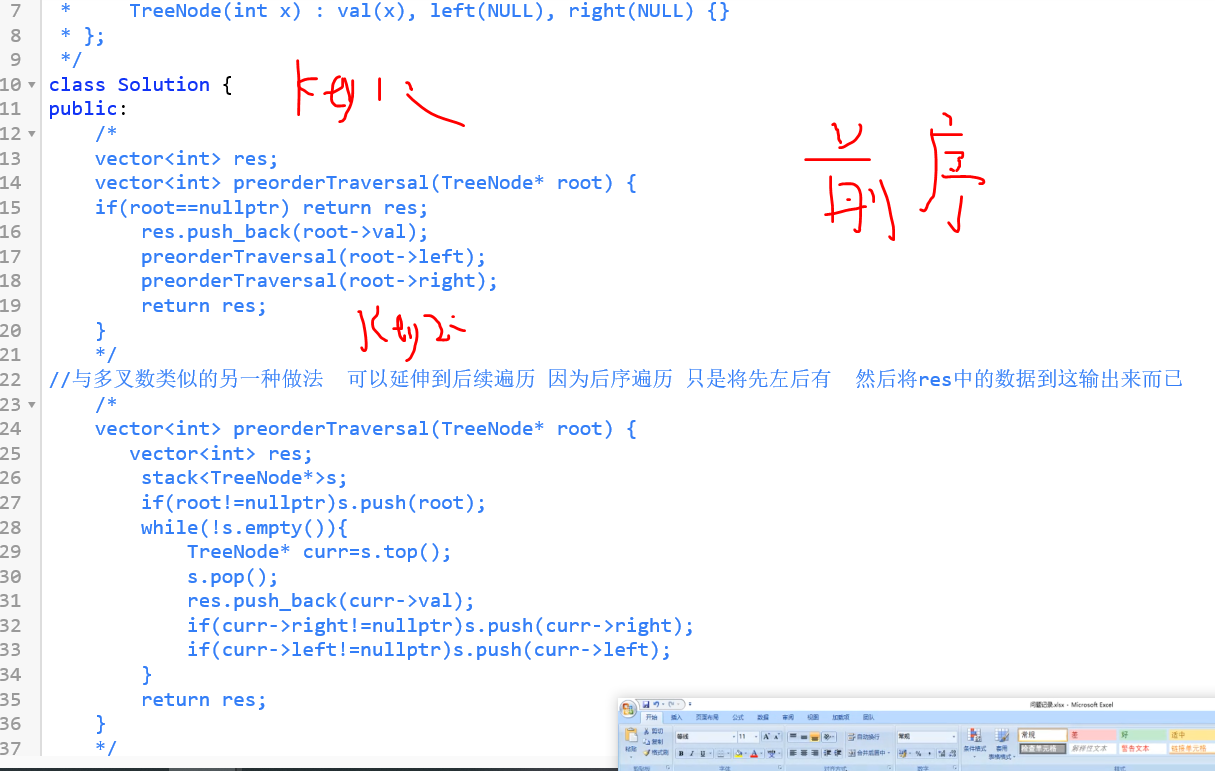 7 *     TreeNode(int x) : val(x), left(NULL), right(NULL) {}
8 * };
9 */
10 class Solution {
key1:
11 public:
12     /*
前序
13     vector<int> res;
14     vector<int> preorderTraversal(TreeNode* root) {
15     if(root==nullptr) return res;
16         res.push_back(root->val);
17         preorderTraversal(root->left);
18         preorderTraversal(root->right);
19         return res;
20     }
key2:
21     */
22 //与多叉数类似的另一种做法  可以延伸到后续遍历 因为后序遍历 只是将先左后有  然后将res中的数据到这输出来而已
23     /*
24     vector<int> preorderTraversal(TreeNode* root) {
25        vector<int> res;
26         stack<TreeNode*>s;
27         if(root!=nullptr)s.push(root);
28         while(!s.empty()){
29             TreeNode* curr=s.top();
30             s.pop();
31             res.push_back(curr->val);
32             if(curr->right!=nullptr)s.push(curr->right);
33             if(curr->left!=nullptr)s.push(curr->left);
34         }
35         return res;
36     }
37     */
问题记录.xlsx - Microsoft Excel
开始 插入 页面布局 公式 数据 审阅 视图 加载项 团队
剪切
复制
格式刷
粘贴
11
自动换行
合并后居中
常规
条件格式
套用
表格格式
常规 差 好 适中
检查单元格 解释性文本 警告文本 链接单元格
字体 对齐方式 数字 样式